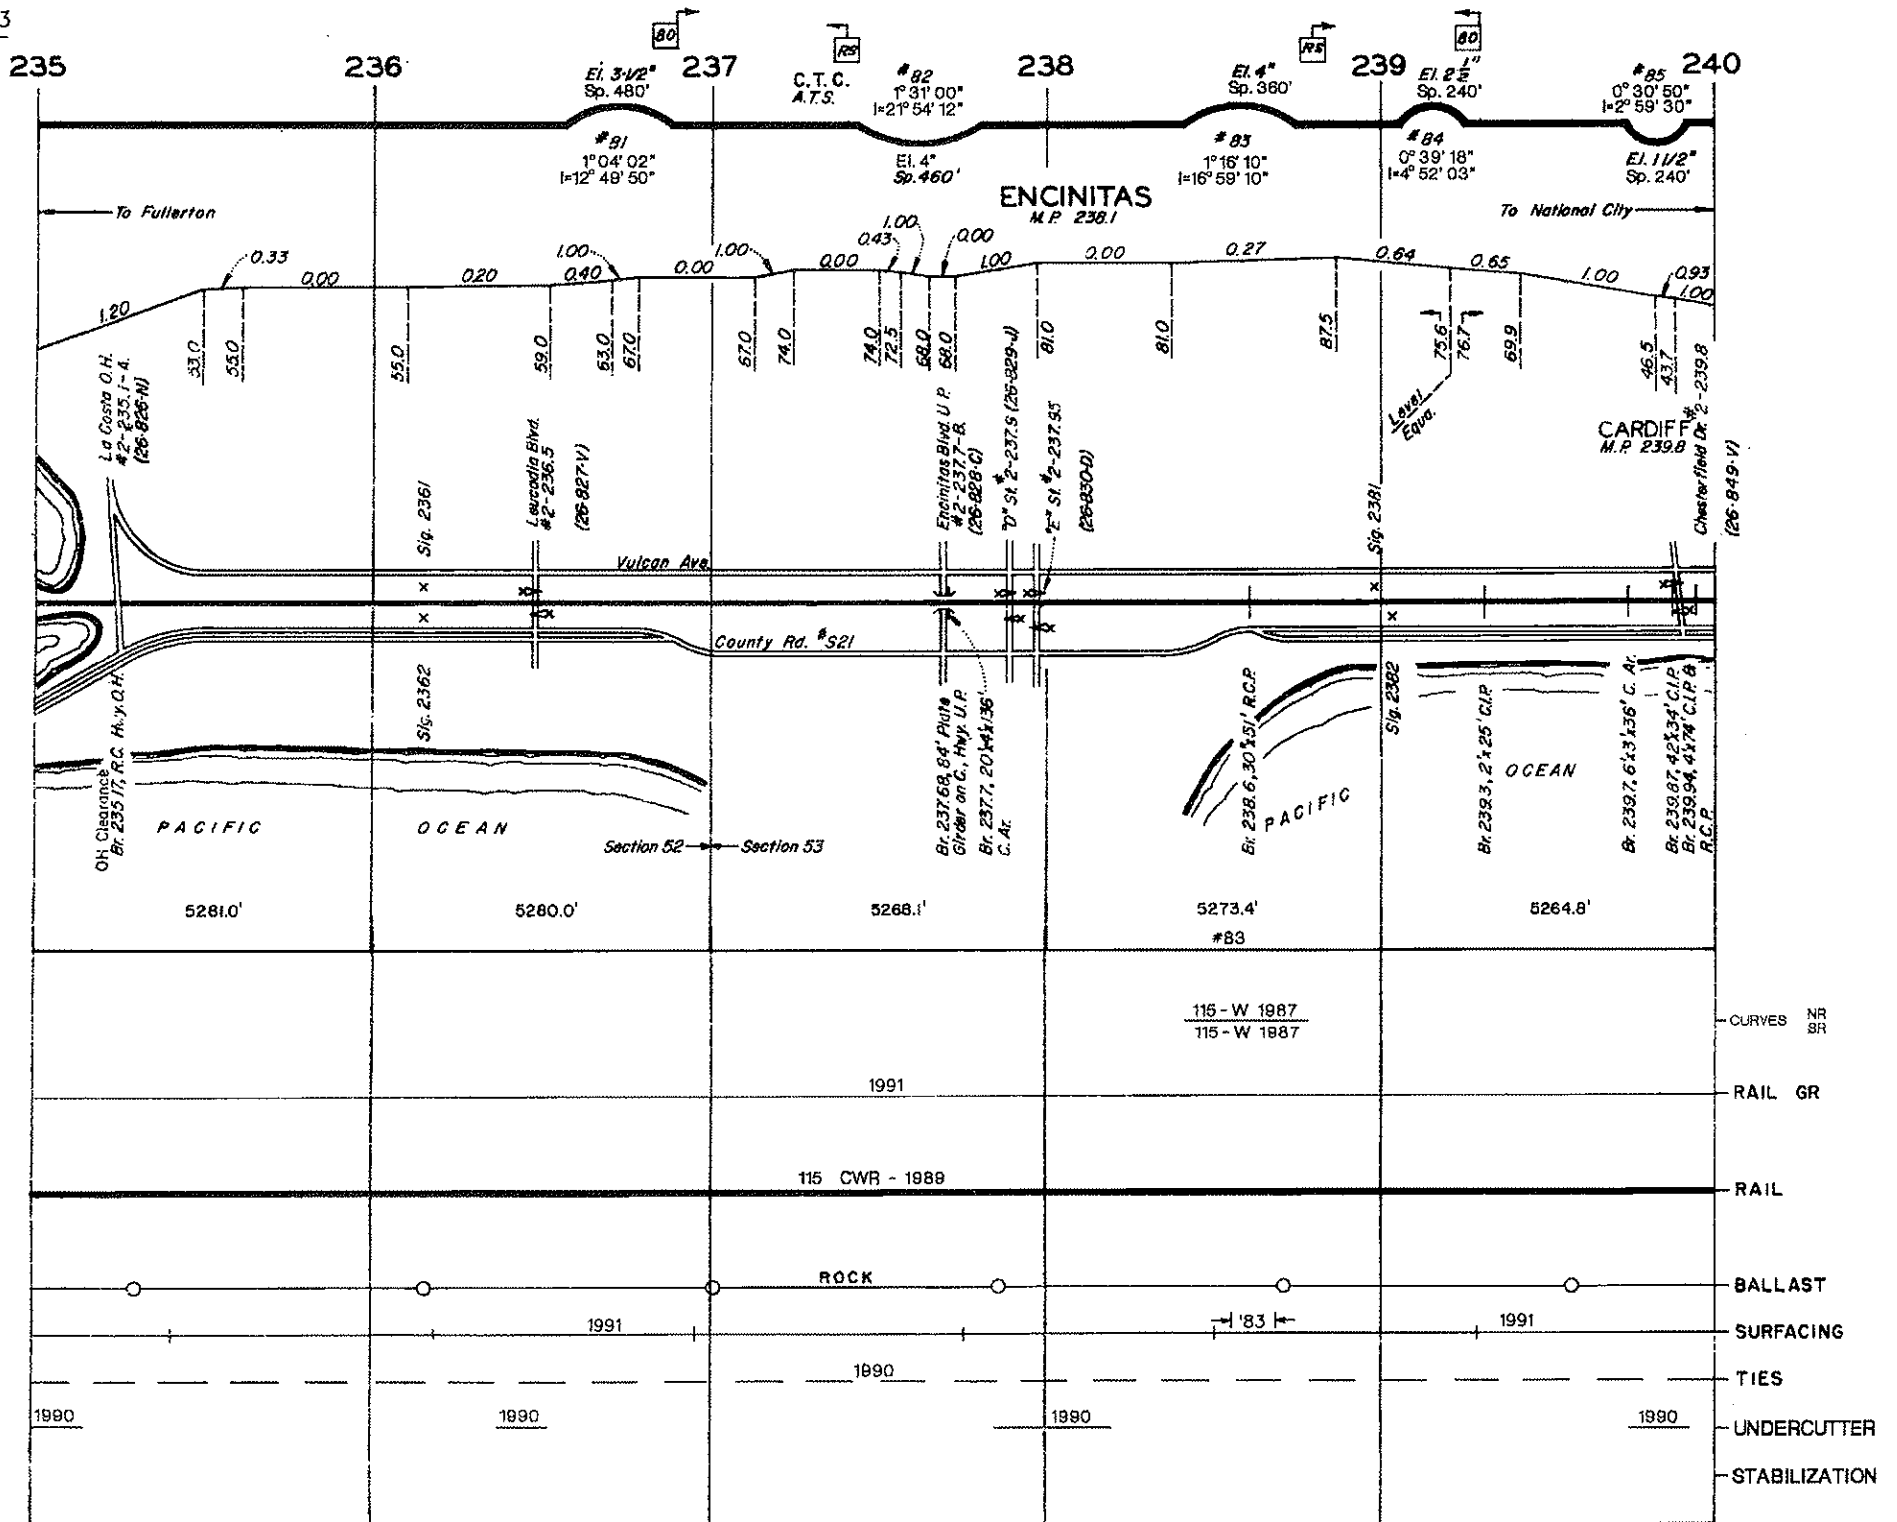 3
235
236
237
238
239
240
80
RS
RS
80
El. 3-1/2"
Sp. 480'
#81
1° 04' 02"
I=12° 49' 50"
C.T.C.
A.T.S.
#82
1° 31' 00"
I=21° 54' 12"
El. 4"
Sp. 460'
El. 4"
Sp. 360'
#83
1° 16' 10"
I=16° 59' 10"
El. 2 1/2"
Sp. 240'
#84
0° 39' 18"
I=4° 52' 03"
#85
0° 30' 50"
I=2° 59' 30"
El. 1 1/2"
Sp. 240'
ENCINITAS
M.P. 238.1
To Fullerton
To National City
1.20
0.33
0.00
0.20
0.40
1.00
0.00
1.00
0.00
0.43
1.00
0.00
1.00
0.00
0.27
0.64
0.65
1.00
0.93
1.00
53.0
55.0
55.0
59.0
63.0
67.0
67.0
74.0
74.0
72.5
68.0
68.0
81.0
81.0
87.5
75.6
76.7
69.9
46.5
43.7
Level
Equa.
CARDIFF
M.P. 239.8
La Costa O.H.
#2-235.1-A
(26-826-N)
Sig. 2361
Leucadia Blvd.
#2-236.5
(26-827-V)
Encinitas Blvd. U.P.
#2-237.7-B
(26-828-C)
"D" St. #2-237.9 (26-829-J)
"E" St. #2-237.95
(26-830-D)
Sig. 2381
Chesterfield Dr. #2-239.8
(26-849-V)
Vulcan Ave.
County Rd. #S21
OH Clearance
Br. 235.17, R.C. Hwy. O.H.
Sig. 2362
Br. 237.68, 84' Plate
Girder on C., Hwy. U.P.
Br. 237.7, 20'x4'x136'
C. Ar.
Br. 238.6, 30"x51' R.C.P.
Sig. 2382
Br. 239.3, 2'x25' C.I.P.
Br. 239.7, 6'x3'x36' C. Ar.
Br. 239.87, 42"x34' C.I.P.
Br. 239.94, 4'x74' C.I.P. &
R.C.P.
PACIFIC OCEAN
PACIFIC OCEAN
Section 52
Section 53
5281.0'
5280.0'
5268.1'
5273.4'
5264.8'
#83
115-W 1987
115-W 1987
CURVES NR
SR
1991
RAIL GR
115 CWR - 1989
RAIL
ROCK
BALLAST
1991
'83
1991
SURFACING
1990
TIES
1990
1990
1990
1990
UNDERCUTTER
STABILIZATION